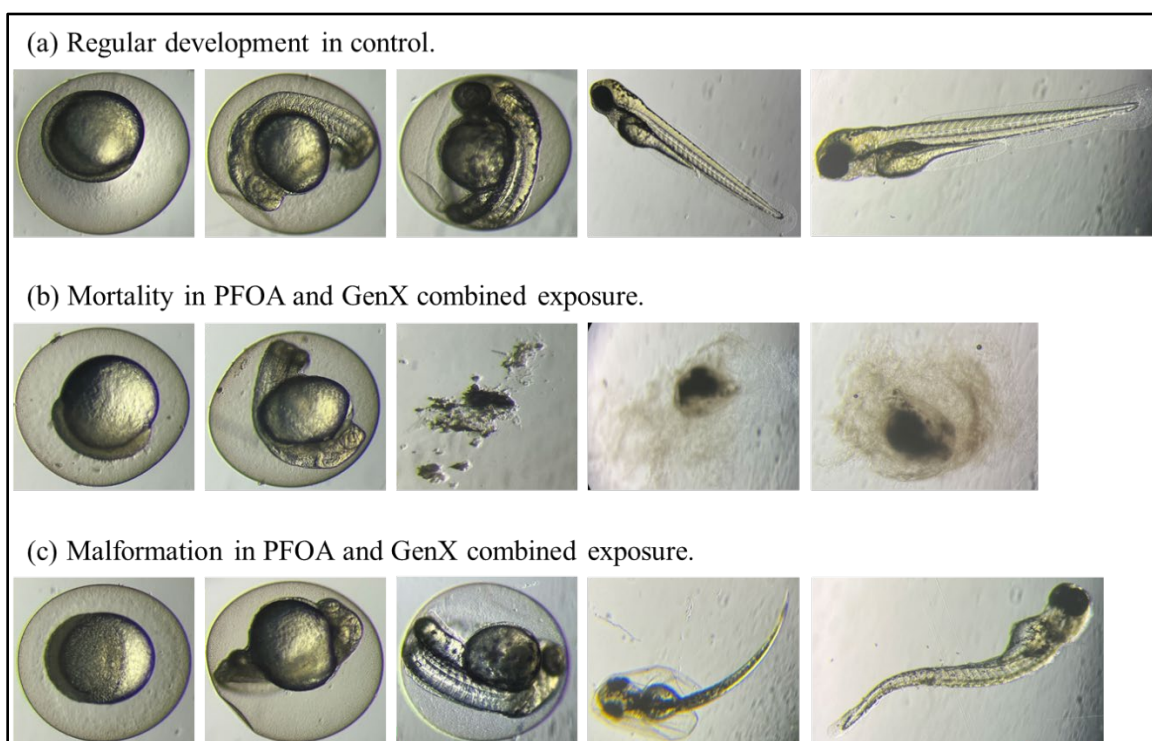 (a) Regular development in control.
(b) Mortality in PFOA and GenX combined exposure.
(c) Malformation in PFOA and GenX combined exposure.